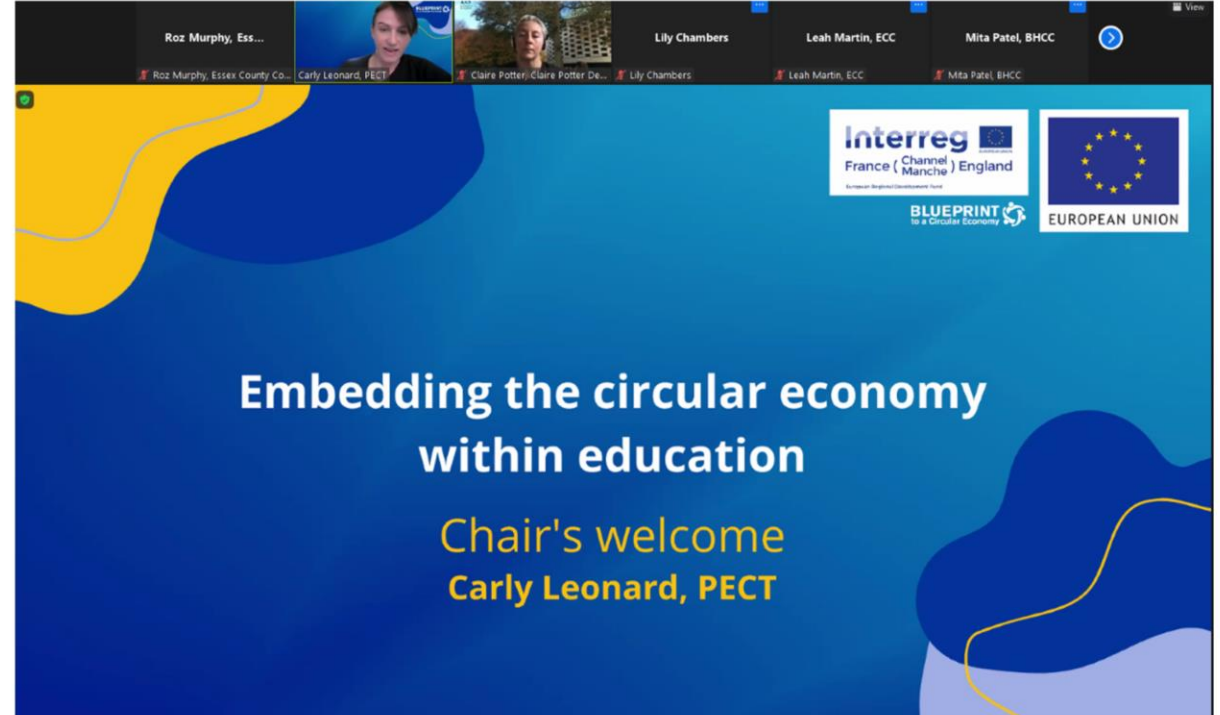 View
Roz Murphy, Ess...
Lily Chambers
Leah Martin, ECC
Mita Patel, BHCC
Roz Murphy, Essex County Co...
Carly Leonard, PECT
Claire Potter, Claire Potter De...
Lily Chambers
Leah Martin, ECC
Mita Patel, BHCC
Interreg
EUROPEAN UNION
France ( Channel Manche ) England
European Regional Development Fund
BLUEPRINT
to a Circular Economy
EUROPEAN UNION
Embedding the circular economy
within education
Chair's welcome
Carly Leonard, PECT